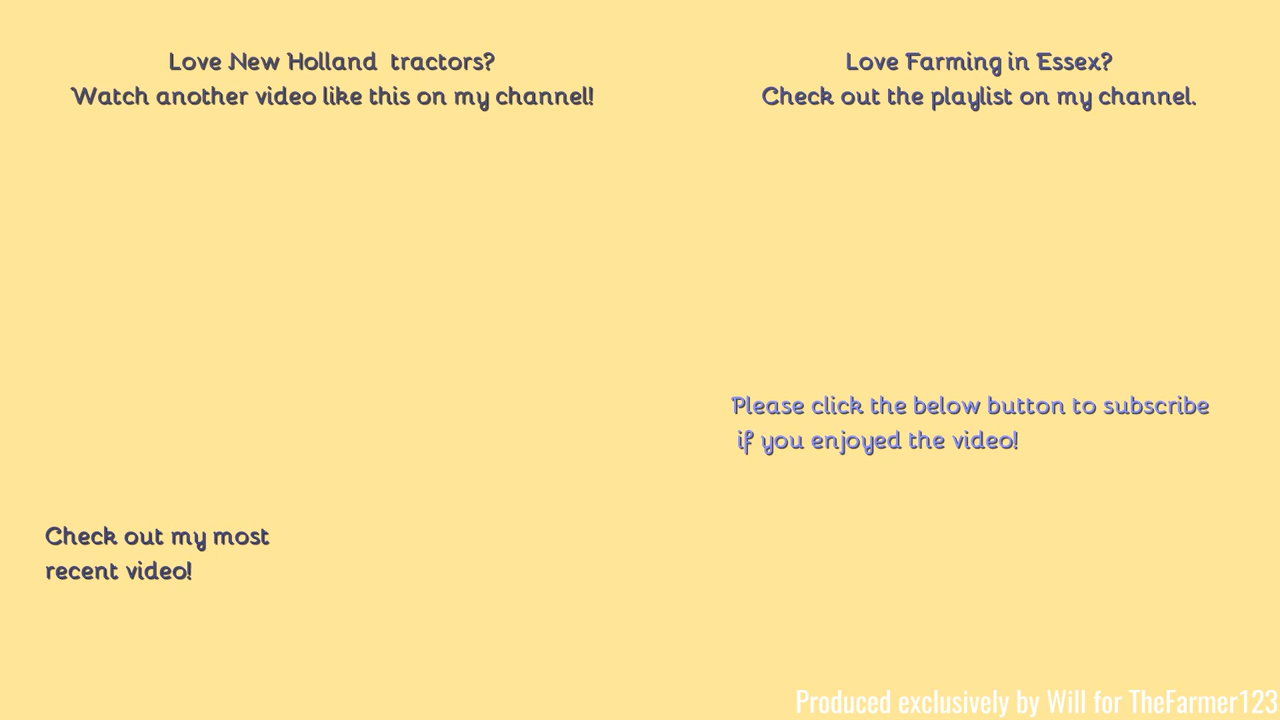 Love New Holland  tractors?
Watch another video like this on my channel!
Love Farming in Essex?
Check out the playlist on my channel.
Please click the below button to subscribe
if you enjoyed the video!
Check out my most
recent video!
Produced exclusively by Will for TheFarmer123